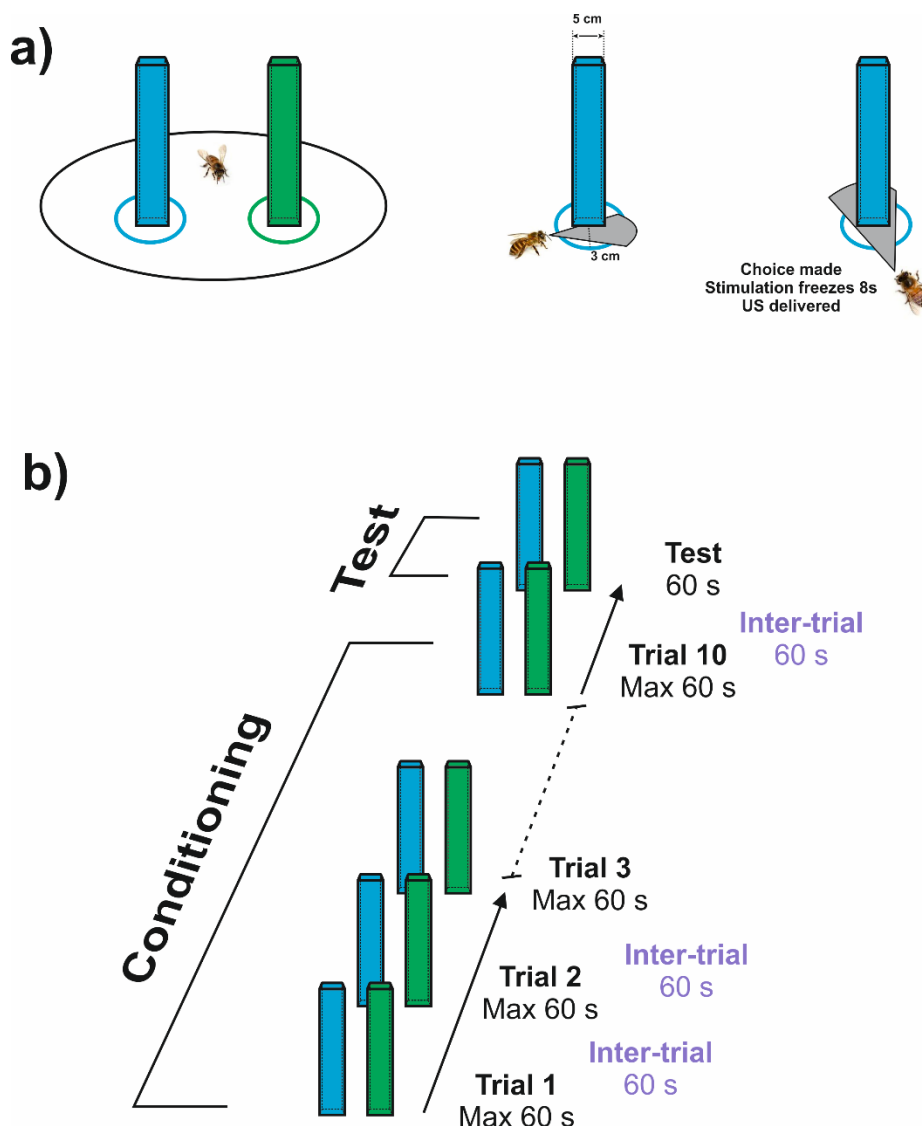 a)
5 cm
3 cm
Choice made
Stimulation freezes 8s
US delivered
b)
Test
Test
60 s
Inter-trial
60 s
Trial 10
Max 60 s
Conditioning
Trial 3
Max 60 s
Inter-trial
60 s
Trial 2
Max 60 s
Inter-trial
60 s
Trial 1
Max 60 s